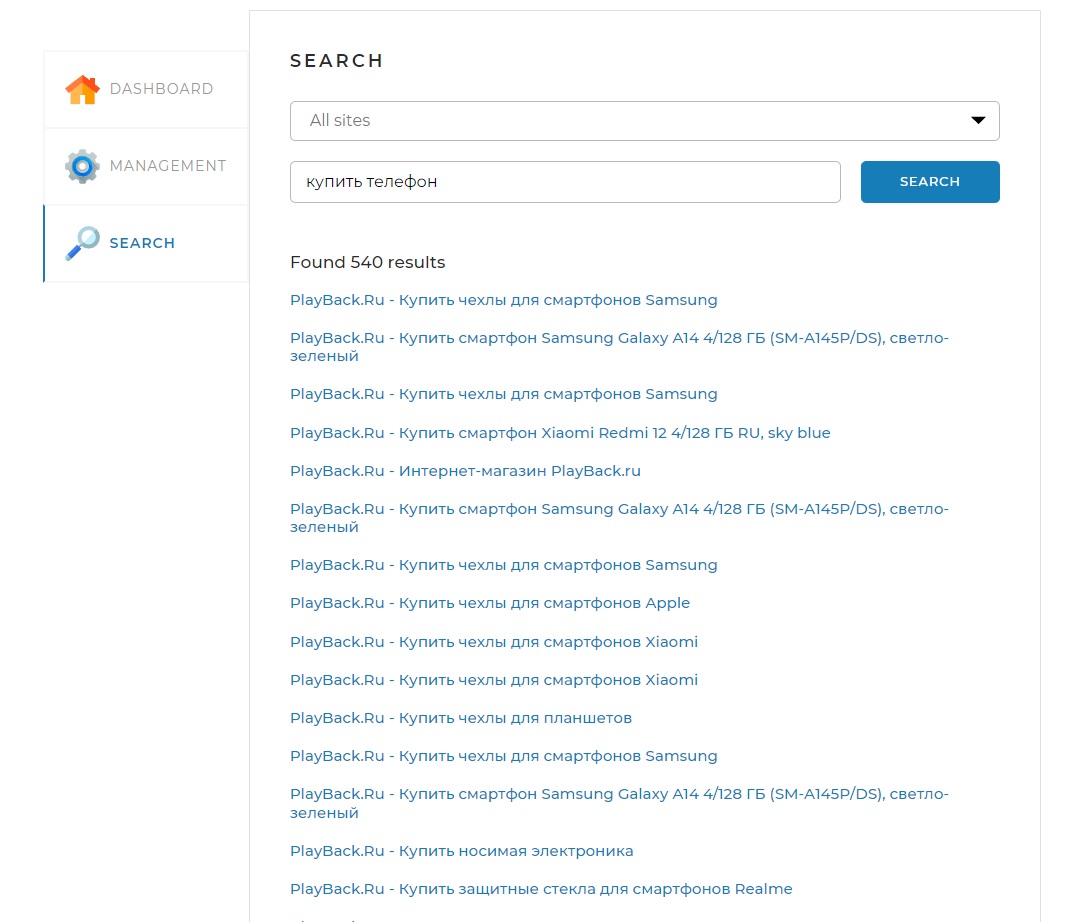 SEARCH
DASHBOARD
All sites
MANAGEMENT
купить телефон
SEARCH
SEARCH
Found 540 results
PlayBack.Ru - Купить чехлы для смартфонов Samsung
PlayBack.Ru - Купить смартфон Samsung Galaxy A14 4/128 ГБ (SM-A145P/DS), светло-
зеленый
PlayBack.Ru - Купить чехлы для смартфонов Samsung
PlayBack.Ru - Купить смартфон Xiaomi Redmi 12 4/128 ГБ RU, sky blue
PlayBack.Ru - Интернет-магазин PlayBack.ru
PlayBack.Ru - Купить смартфон Samsung Galaxy A14 4/128 ГБ (SM-A145P/DS), светло-
зеленый
PlayBack.Ru - Купить чехлы для смартфонов Samsung
PlayBack.Ru - Купить чехлы для смартфонов Apple
PlayBack.Ru - Купить чехлы для смартфонов Xiaomi
PlayBack.Ru - Купить чехлы для смартфонов Xiaomi
PlayBack.Ru - Купить чехлы для планшетов
PlayBack.Ru - Купить чехлы для смартфонов Samsung
PlayBack.Ru - Купить смартфон Samsung Galaxy A14 4/128 ГБ (SM-A145P/DS), светло-
зеленый
PlayBack.Ru - Купить носимая электроника
PlayBack.Ru - Купить защитные стекла для смартфонов Realme